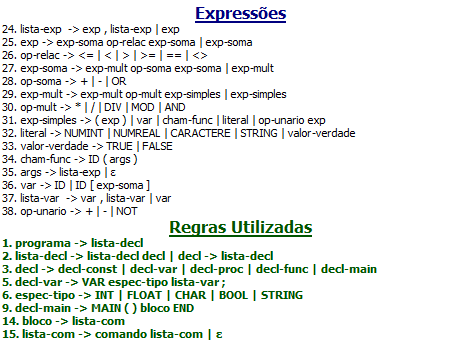 Expressões
24. lista-exp -> exp , lista-exp | exp
25. exp -> exp-soma op-relac exp-soma | exp-soma
26. op-relac -> <= | < | > | >= | == | <>
27. exp-soma -> exp-mult op-soma exp-soma | exp-mult
28. op-soma -> + | - | OR
29. exp-mult -> exp-mult op-mult exp-simples | exp-simples
30. op-mult -> * | / | DIV | MOD | AND
31. exp-simples -> ( exp ) | var | cham-func | literal | op-unario exp
32. literal -> NUMINT | NUMREAL | CARACTERE | STRING | valor-verdade
33. valor-verdade -> TRUE | FALSE
34. cham-func -> ID ( args )
35. args -> lista-exp | ε
36. var -> ID | ID [ exp-soma ]
37. lista-var -> var , lista-var | var
38. op-unario -> + | - | NOT
Regras Utilizadas
1. programa -> lista-decl
2. lista-decl -> lista-decl decl | decl -> lista-decl
3. decl -> decl-const | decl-var | decl-proc | decl-func | decl-main
5. decl-var -> VAR espec-tipo lista-var ;
6. espec-tipo -> INT | FLOAT | CHAR | BOOL | STRING
9. decl-main -> MAIN ( ) bloco END
14. bloco -> lista-com
15. lista-com -> comando lista-com | ε